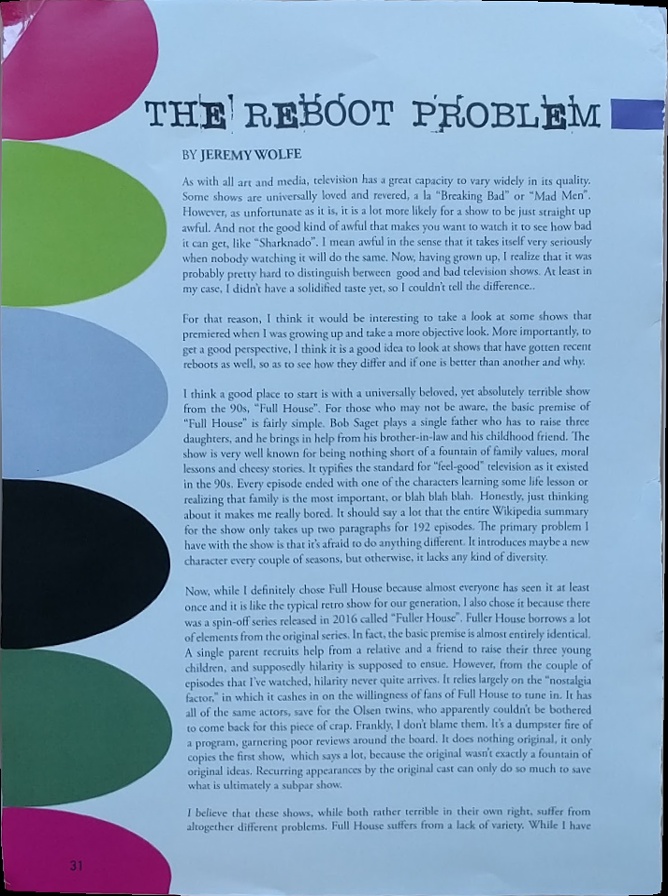 THE REBOOT PROBLEM
BY JEREMY WOLFE
As with all art and media, television has a great capacity to vary widely in its quality.
Some shows are universally loved and revered, a la “Breaking Bad” or “Mad Men”.
However, as unfortunate as it is, it is a lot more likely for a show to be just straight up
awful. And not the good kind of awful that makes you want to watch it to see how bad
it can get, like “Sharknado”. I mean awful in the sense that it takes itself very seriously
when nobody watching it will do the same. Now, having grown up, I realize that it was
probably pretty hard to distinguish between good and bad television shows. At least in
my case, I didn’t have a solidified taste yet, so I couldn’t tell the difference..
For that reason, I think it would be interesting to take a look at some shows that
premiered when I was growing up and take a more objective look. More importantly, to
get a good perspective, I think it is a good idea to look at shows that have gotten recent
reboots as well, so as to see how they differ and if one is better than another and why.
I think a good place to start is with a universally beloved, yet absolutely terrible show
from the 90s, “Full House”. For those who may not be aware, the basic premise of
“Full House” is fairly simple. Bob Saget plays a single father who has to raise three
daughters, and he brings in help from his brother-in-law and his childhood friend. The
show is very well known for being nothing short of a fountain of family values, moral
lessons and cheesy stories. It typifies the standard for “feel-good” television as it existed
in the 90s. Every episode ended with one of the characters learning some life lesson or
realizing that family is the most important, or blah blah blah. Honestly, just thinking
about it makes me really bored. It should say a lot that the entire Wikipedia summary
for the show only takes up two paragraphs for 192 episodes. The primary problem I
have with the show is that it’s afraid to do anything different. It introduces maybe a new
character every couple of seasons, but otherwise, it lacks any kind of diversity.
Now, while I definitely chose Full House because almost everyone has seen it at least
once and it is like the typical retro show for our generation, I also chose it because there
was a spin-off series released in 2016 called “Fuller House”. Fuller House borrows a lot
of elements from the original series. In fact, the basic premise is almost entirely identical.
A single parent recruits help from a relative and a friend to raise their three young
children, and supposedly hilarity is supposed to ensue. However, from the couple of
episodes that I’ve watched, hilarity never quite arrives. It relies largely on the “nostalgia
factor,” in which it cashes in on the willingness of fans of Full House to tune in. It has
all of the same actors, save for the Olsen twins, who apparently couldn’t be bothered
to come back for this piece of crap. Frankly, I don’t blame them. It’s a dumpster fire of
a program, garnering poor reviews around the board. It does nothing original, it only
copies the first show, which says a lot, because the original wasn’t exactly a fountain of
original ideas. Recurring appearances by the original cast can only do so much to save
what is ultimately a subpar show.
I believe that these shows, while both rather terrible in their own right, suffer from
altogether different problems. Full House suffers from a lack of variety. While I have
31